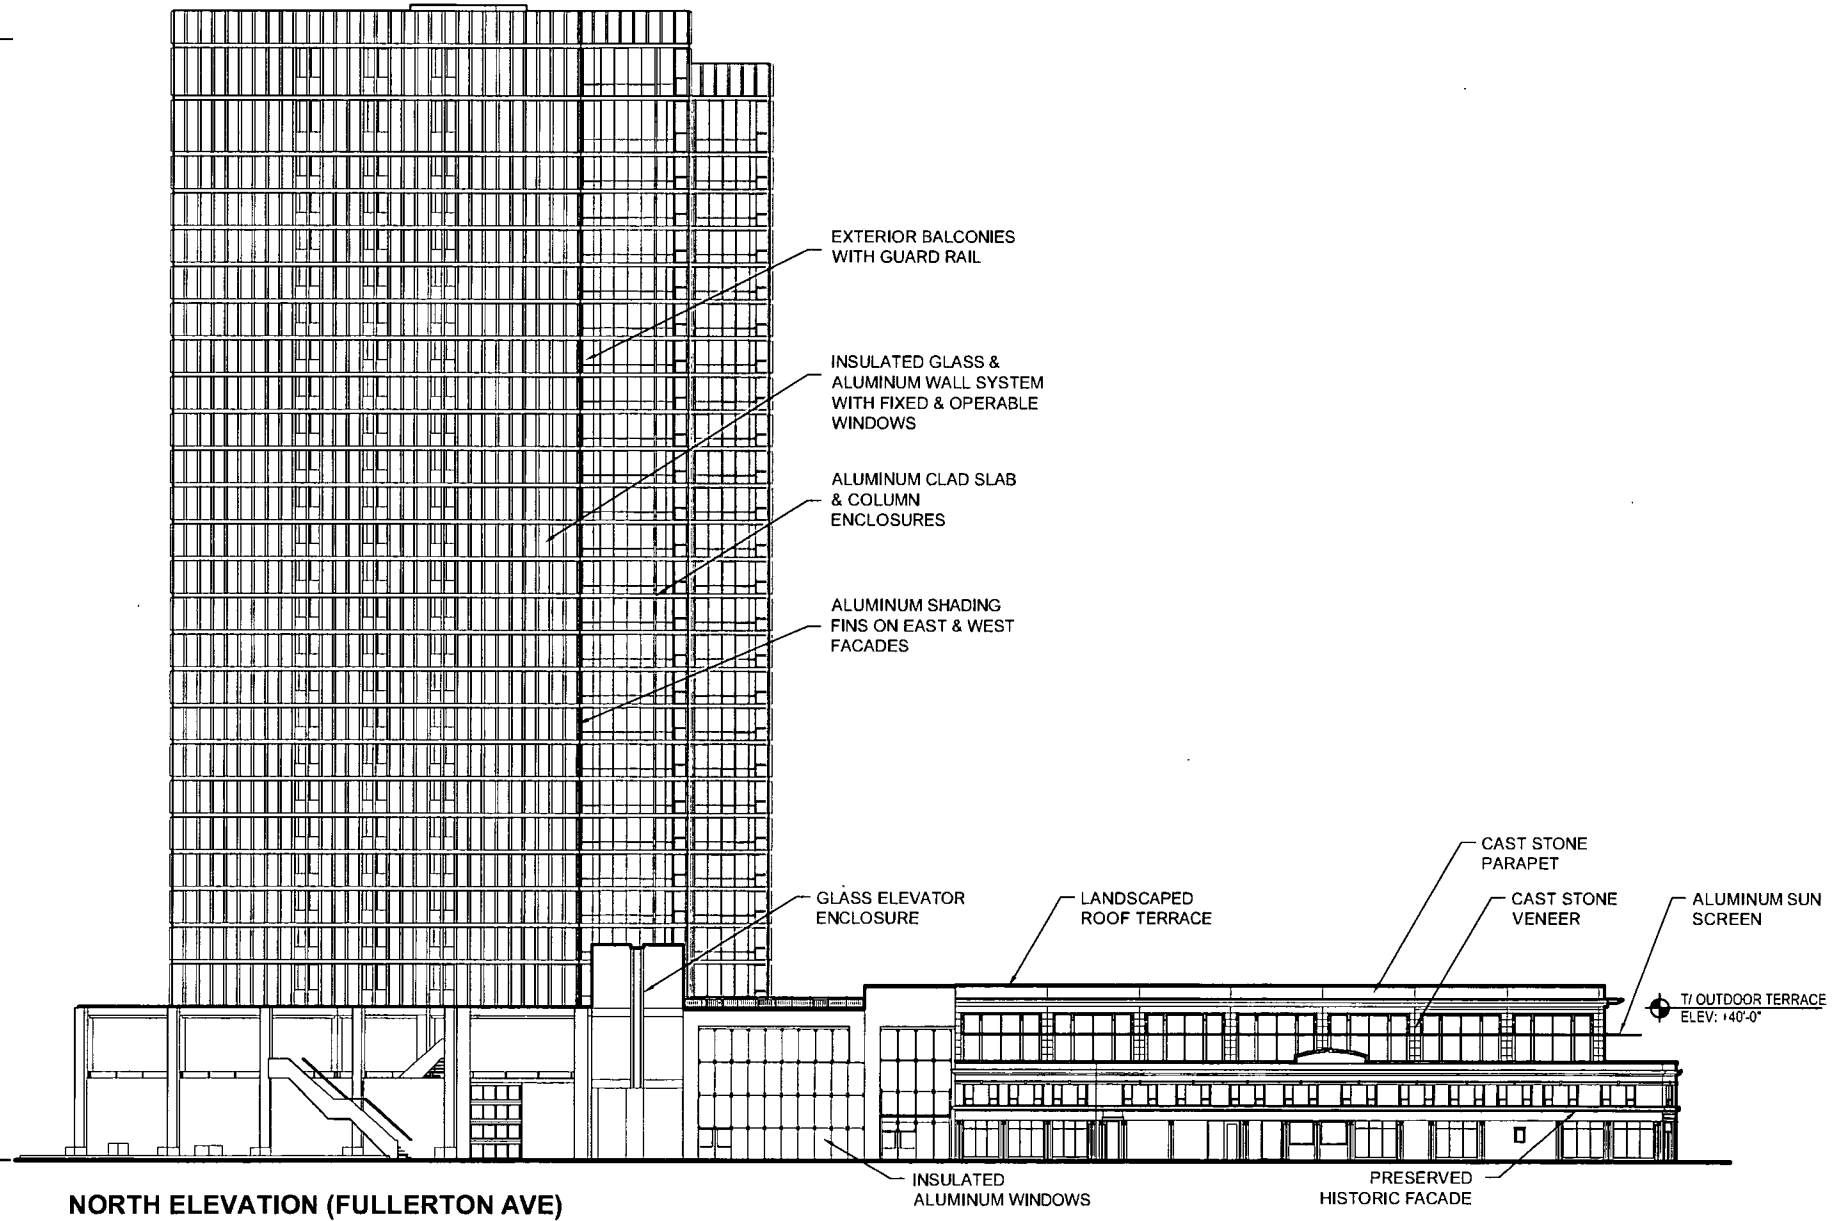 EXTERIOR BALCONIES
WITH GUARD RAIL
INSULATED GLASS &
ALUMINUM WALL SYSTEM
WITH FIXED & OPERABLE
WINDOWS
ALUMINUM CLAD SLAB
& COLUMN
ENCLOSURES
ALUMINUM SHADING
FINS ON EAST & WEST
FACADES
GLASS ELEVATOR
ENCLOSURE
LANDSCAPED
ROOF TERRACE
CAST STONE
PARAPET
CAST STONE
VENEER
ALUMINUM SUN
SCREEN
T/ OUTDOOR TERRACE
ELEV: +40'-0"
INSULATED
ALUMINUM WINDOWS
PRESERVED
HISTORIC FACADE
NORTH ELEVATION (FULLERTON AVE)